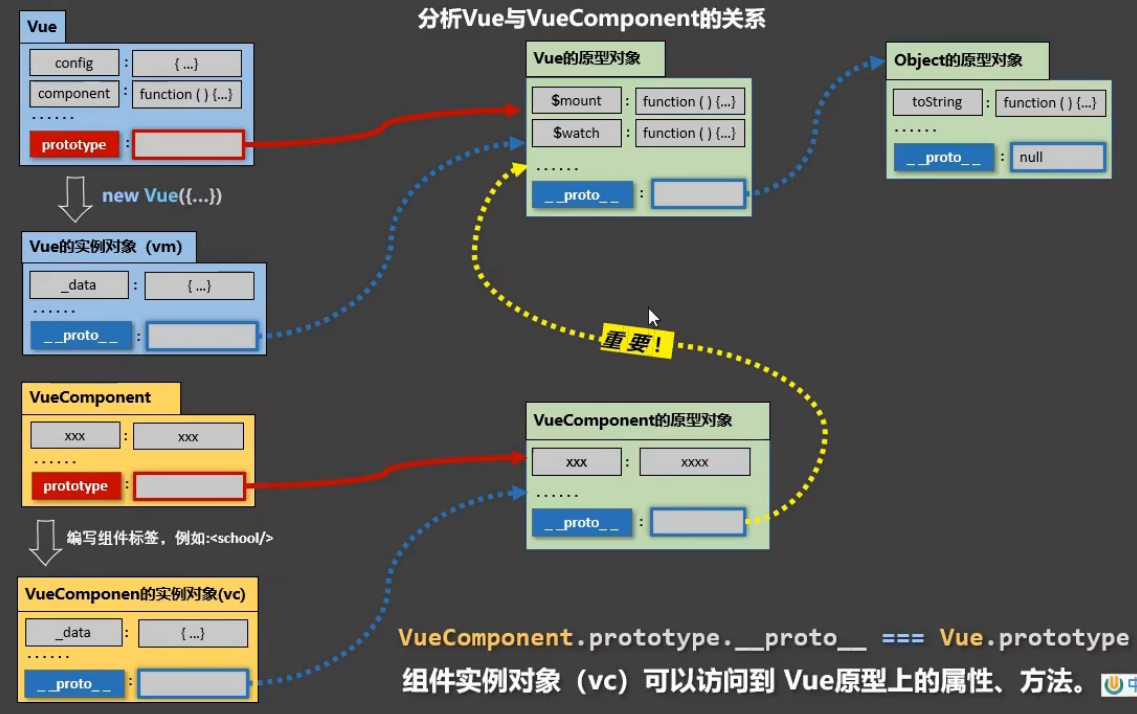 分析Vue与VueComponent的关系
Vue
config : { ...}
component : function ( ) {...}
......
prototype :
new Vue({...})
Vue的实例对象（vm）
_data : { ...}
......
__proto__ :
VueComponent
xxx : xxx
......
prototype :
编写组件标签，例如:<school/>
VueComponen的实例对象(vc)
_data : { ...}
......
__proto__ :
Vue的原型对象
$mount : function ( ) {...}
$watch : function ( ) {...}
......
__proto__ :
Object的原型对象
toString : function ( ) {...}
......
__proto__ : null
重要！
VueComponent的原型对象
xxx : xxxx
......
__proto__ :
VueComponent.prototype.__proto__ === Vue.prototype
组件实例对象（vc）可以访问到 Vue原型上的属性、方法。